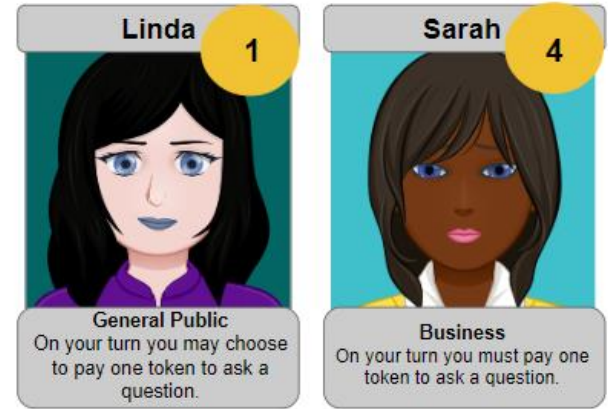 Linda
1
General Public
On your turn you may choose
to pay one token to ask a
question.
Sarah
4
Business
On your turn you must pay one
token to ask a question.